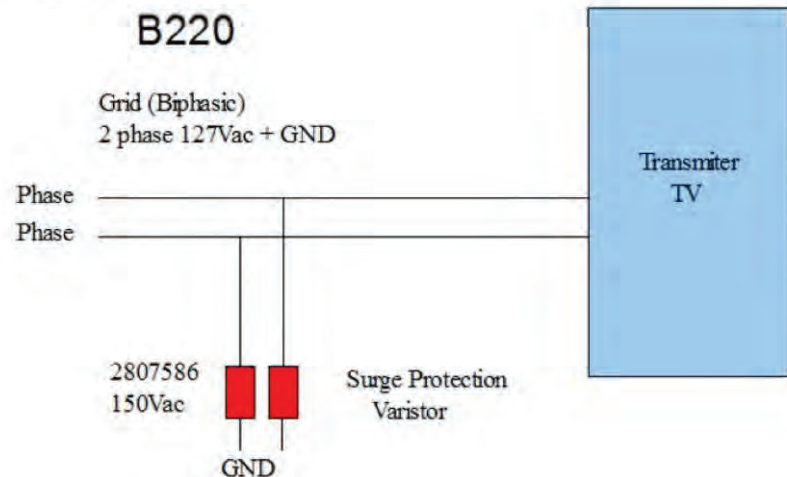 B220
Grid (Biphasic)
2 phase 127Vac + GND
Transmiter
TV
Phase
Phase
2807586
150Vac
Surge Protection
Varistor
GND